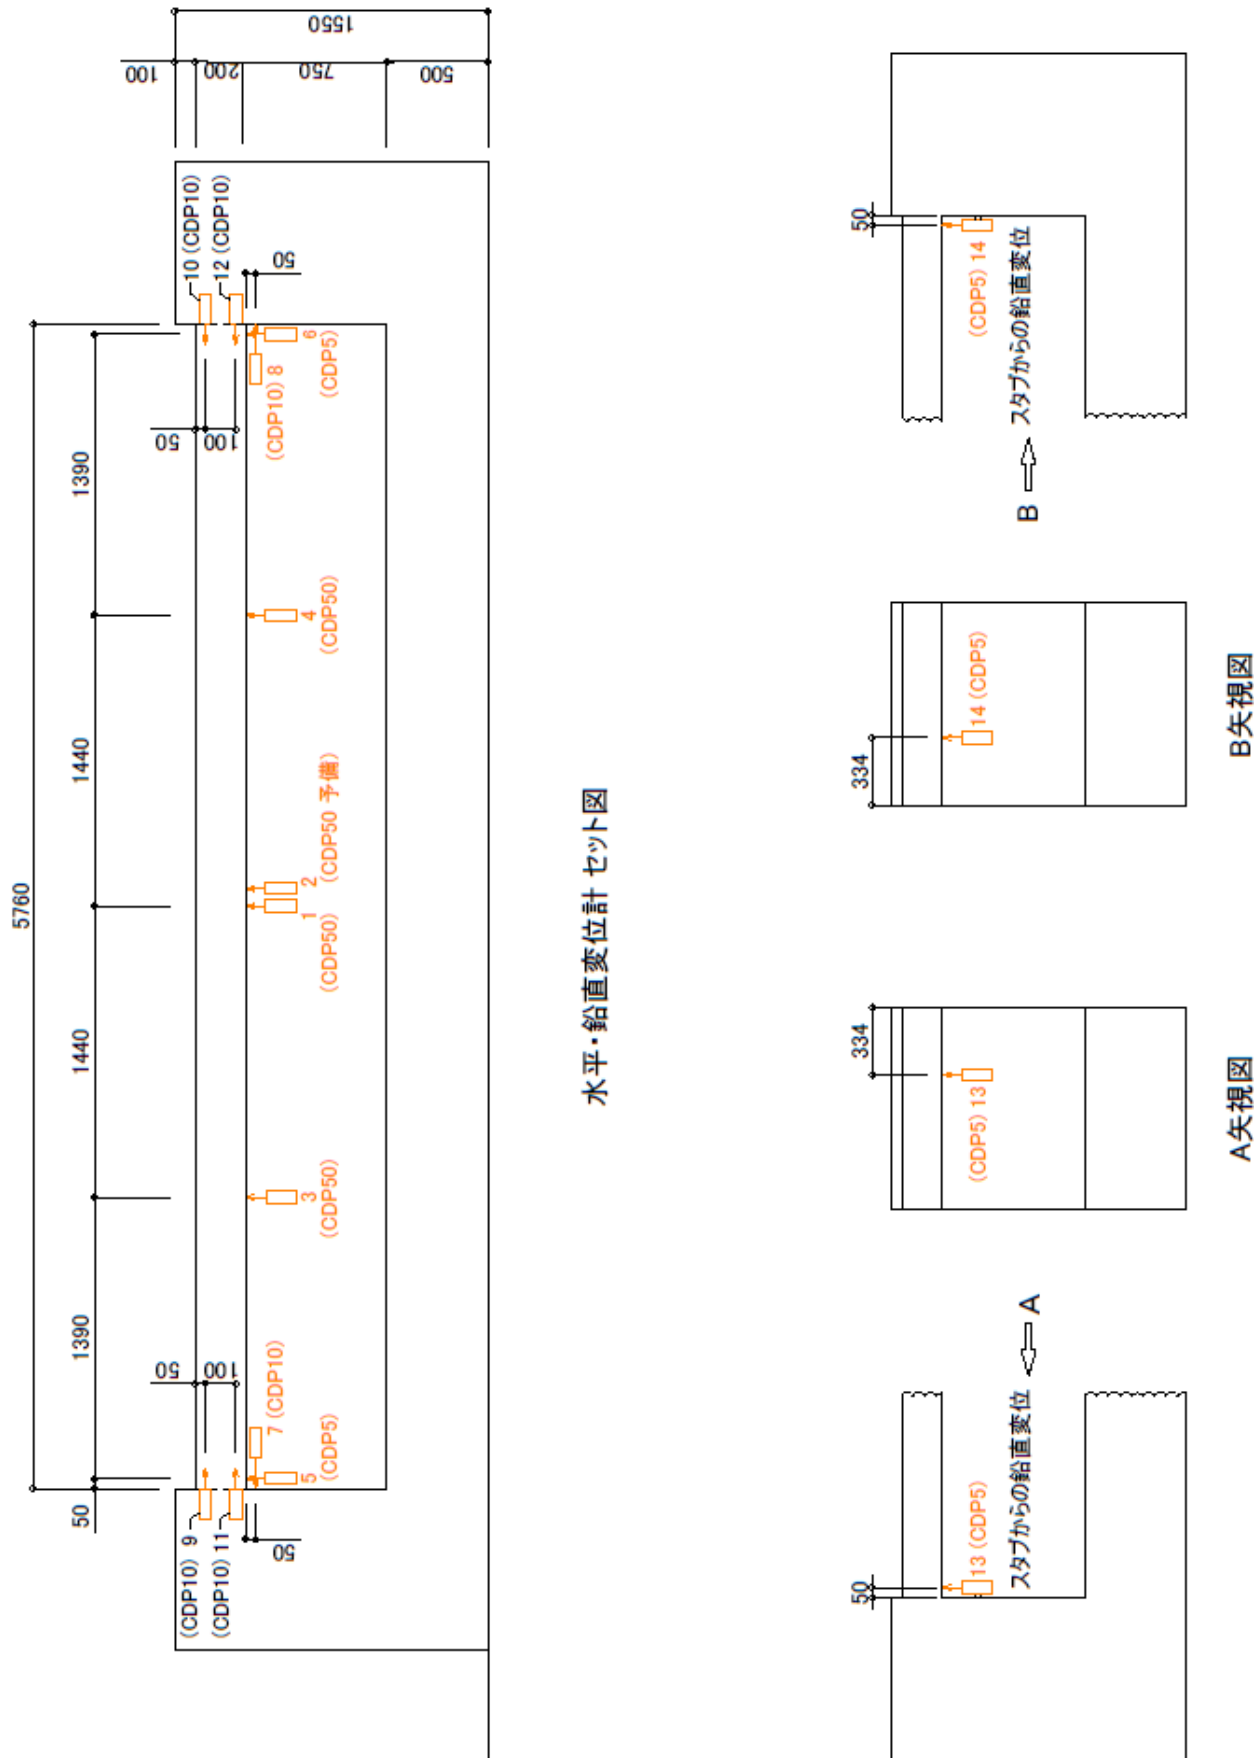 5760
50
1390
1440
1440
1390
50
100
50
100
100
200
750
500
1550
(CDP10) 9
(CDP10) 11
10 (CDP10)
12 (CDP10)
50
50
7 (CDP10)
(CDP10) 8
5
(CDP5)
3
(CDP50)
1
(CDP50)
2
(CDP50 予備)
4
(CDP50)
6
(CDP5)
水平・鉛直変位計 セット図
50
13 (CDP5)
スタブからの鉛直変位
A
334
(CDP5) 13
A矢視図
334
14 (CDP5)
B矢視図
B
50
(CDP5) 14
スタブからの鉛直変位